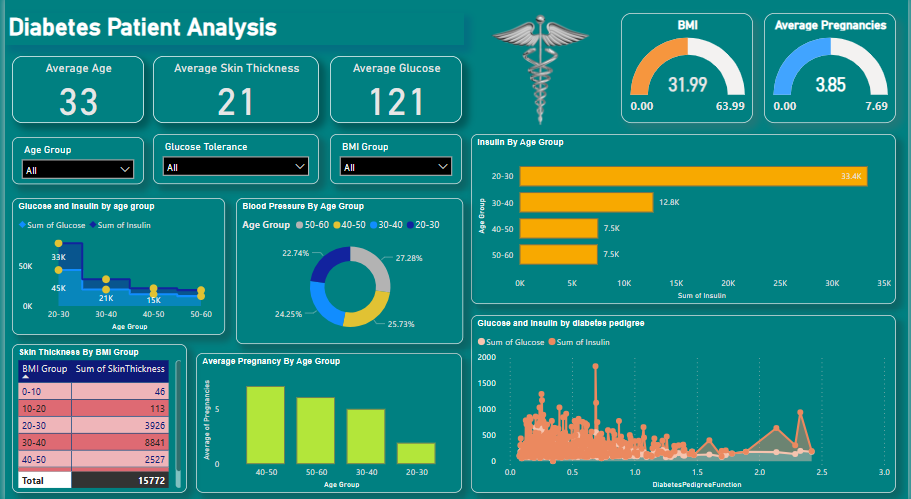 Diabetes Patient Analysis
Average Age
33
Average Skin Thickness
21
Average Glucose
121
BMI
31.99
0.00
63.99
Average Pregnancies
3.85
0.00
7.69
Age Group
All
Glucose Tolerance
All
BMI Group
All
Insulin By Age Group
Age Group
20-30
33.4K
30-40
12.8K
40-50
7.5K
50-60
7.5K
0K 5K 10K 15K 20K 25K 30K 35K
Sum of Insulin
Glucose and Insulin by age group
Sum of Glucose Sum of Insulin
50K
0K
33K
45K
21K
15K
20-30 30-40 40-50 50-60
Age Group
Blood Pressure By Age Group
Age Group 50-60 40-50 30-40 20-30
22.74%
27.28%
24.25%
25.73%
Glucose and Insulin by diabetes pedigree
Sum of Glucose Sum of Insulin
2000
1500
1000
500
0
0.0 0.5 1.0 1.5 2.0 2.5 3.0
DiabetesPedigreeFunction
Skin Thickness By BMI Group
BMI Group Sum of SkinThickness
0-10 46
10-20 113
20-30 3926
30-40 8841
40-50 2527
Total 15772
Average Pregnancy By Age Group
Average of Pregnancies
5
0
40-50 50-60 30-40 20-30
Age Group